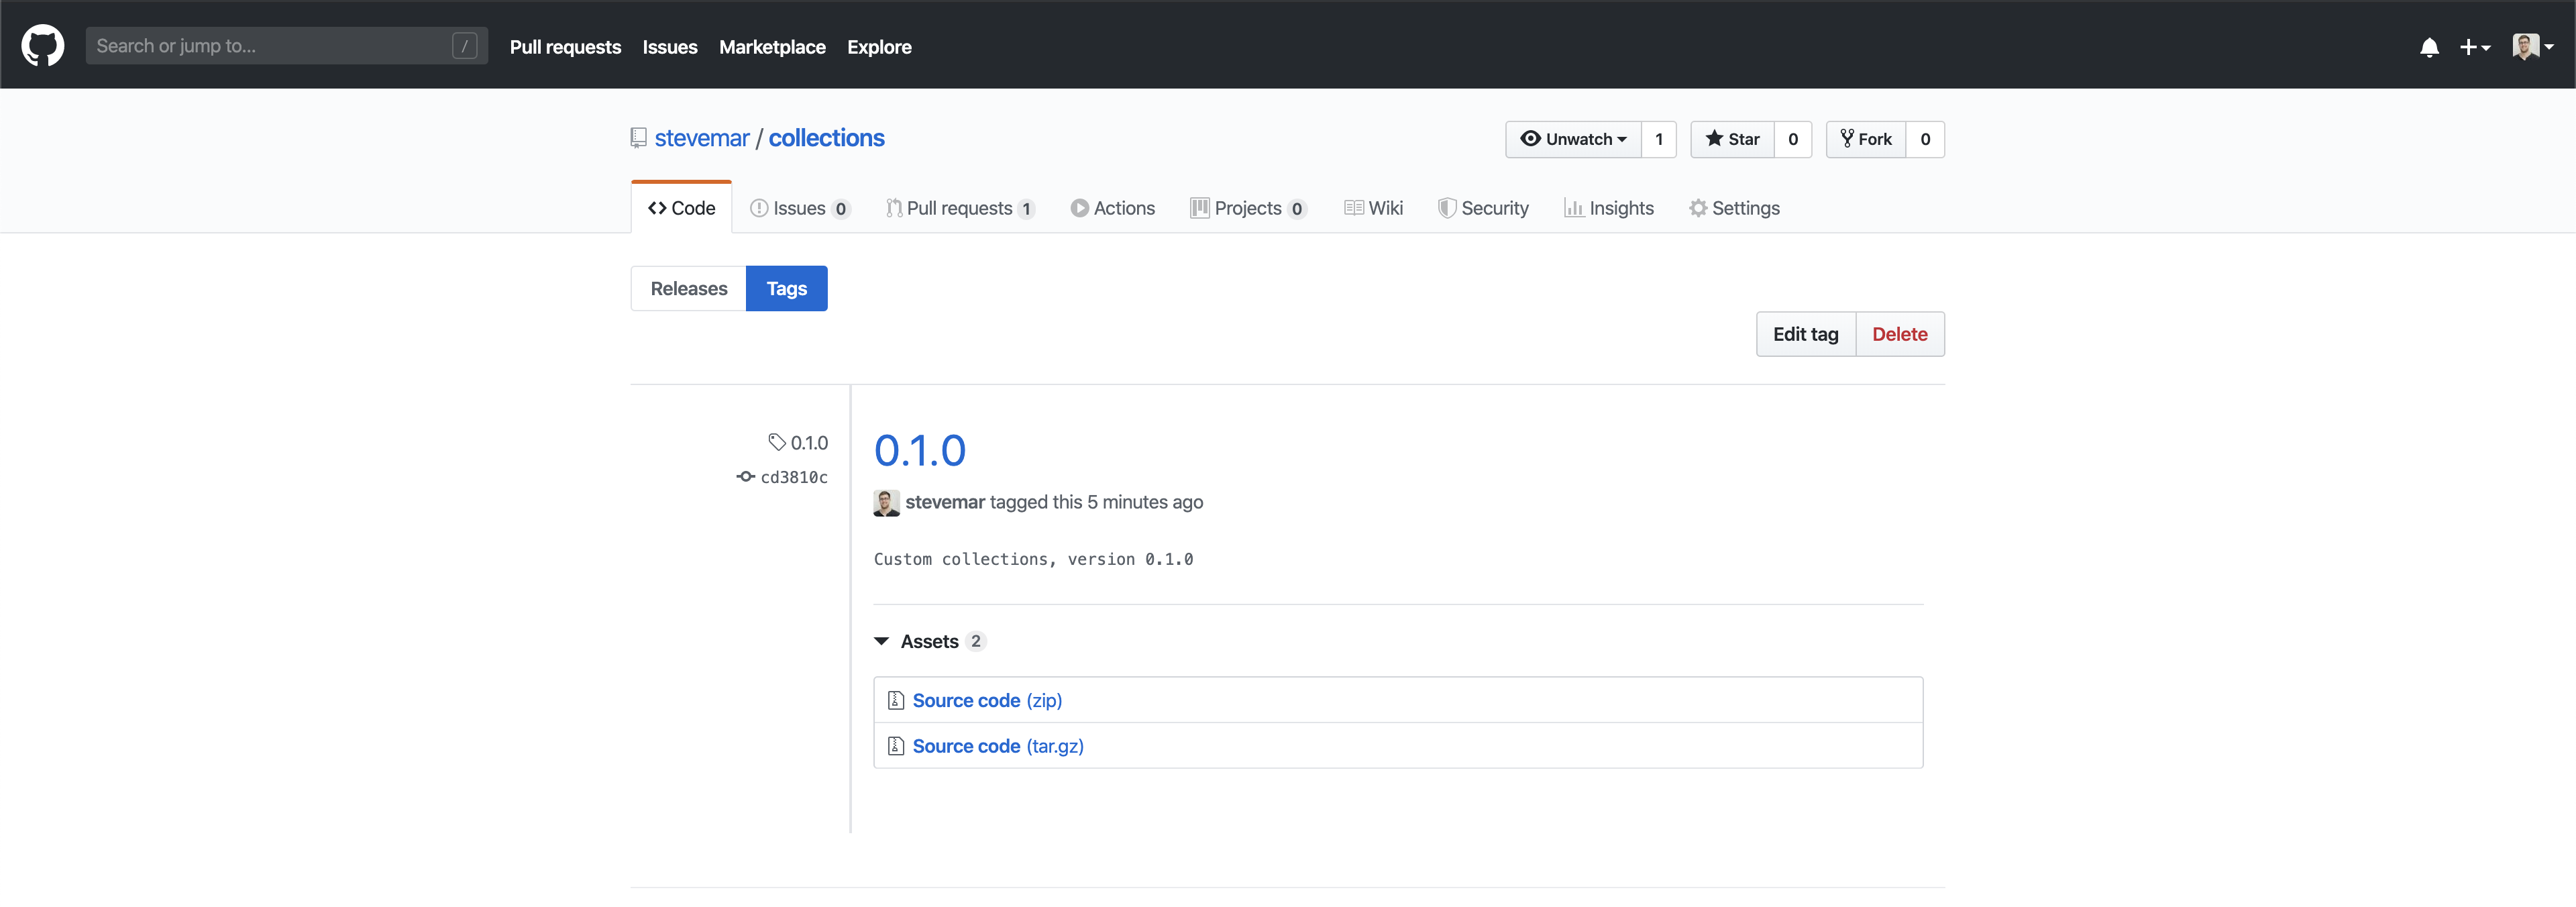 Search or jump to... / Pull requests Issues Marketplace Explore
stevemar / collections Unwatch 1 Star 0 Fork 0
Code Issues 0 Pull requests 1 Actions Projects 0 Wiki Security Insights Settings
Releases Tags
Edit tag Delete
0.1.0
cd3810c
0.1.0
stevemar tagged this 5 minutes ago
Custom collections, version 0.1.0
Assets 2
Source code (zip)
Source code (tar.gz)